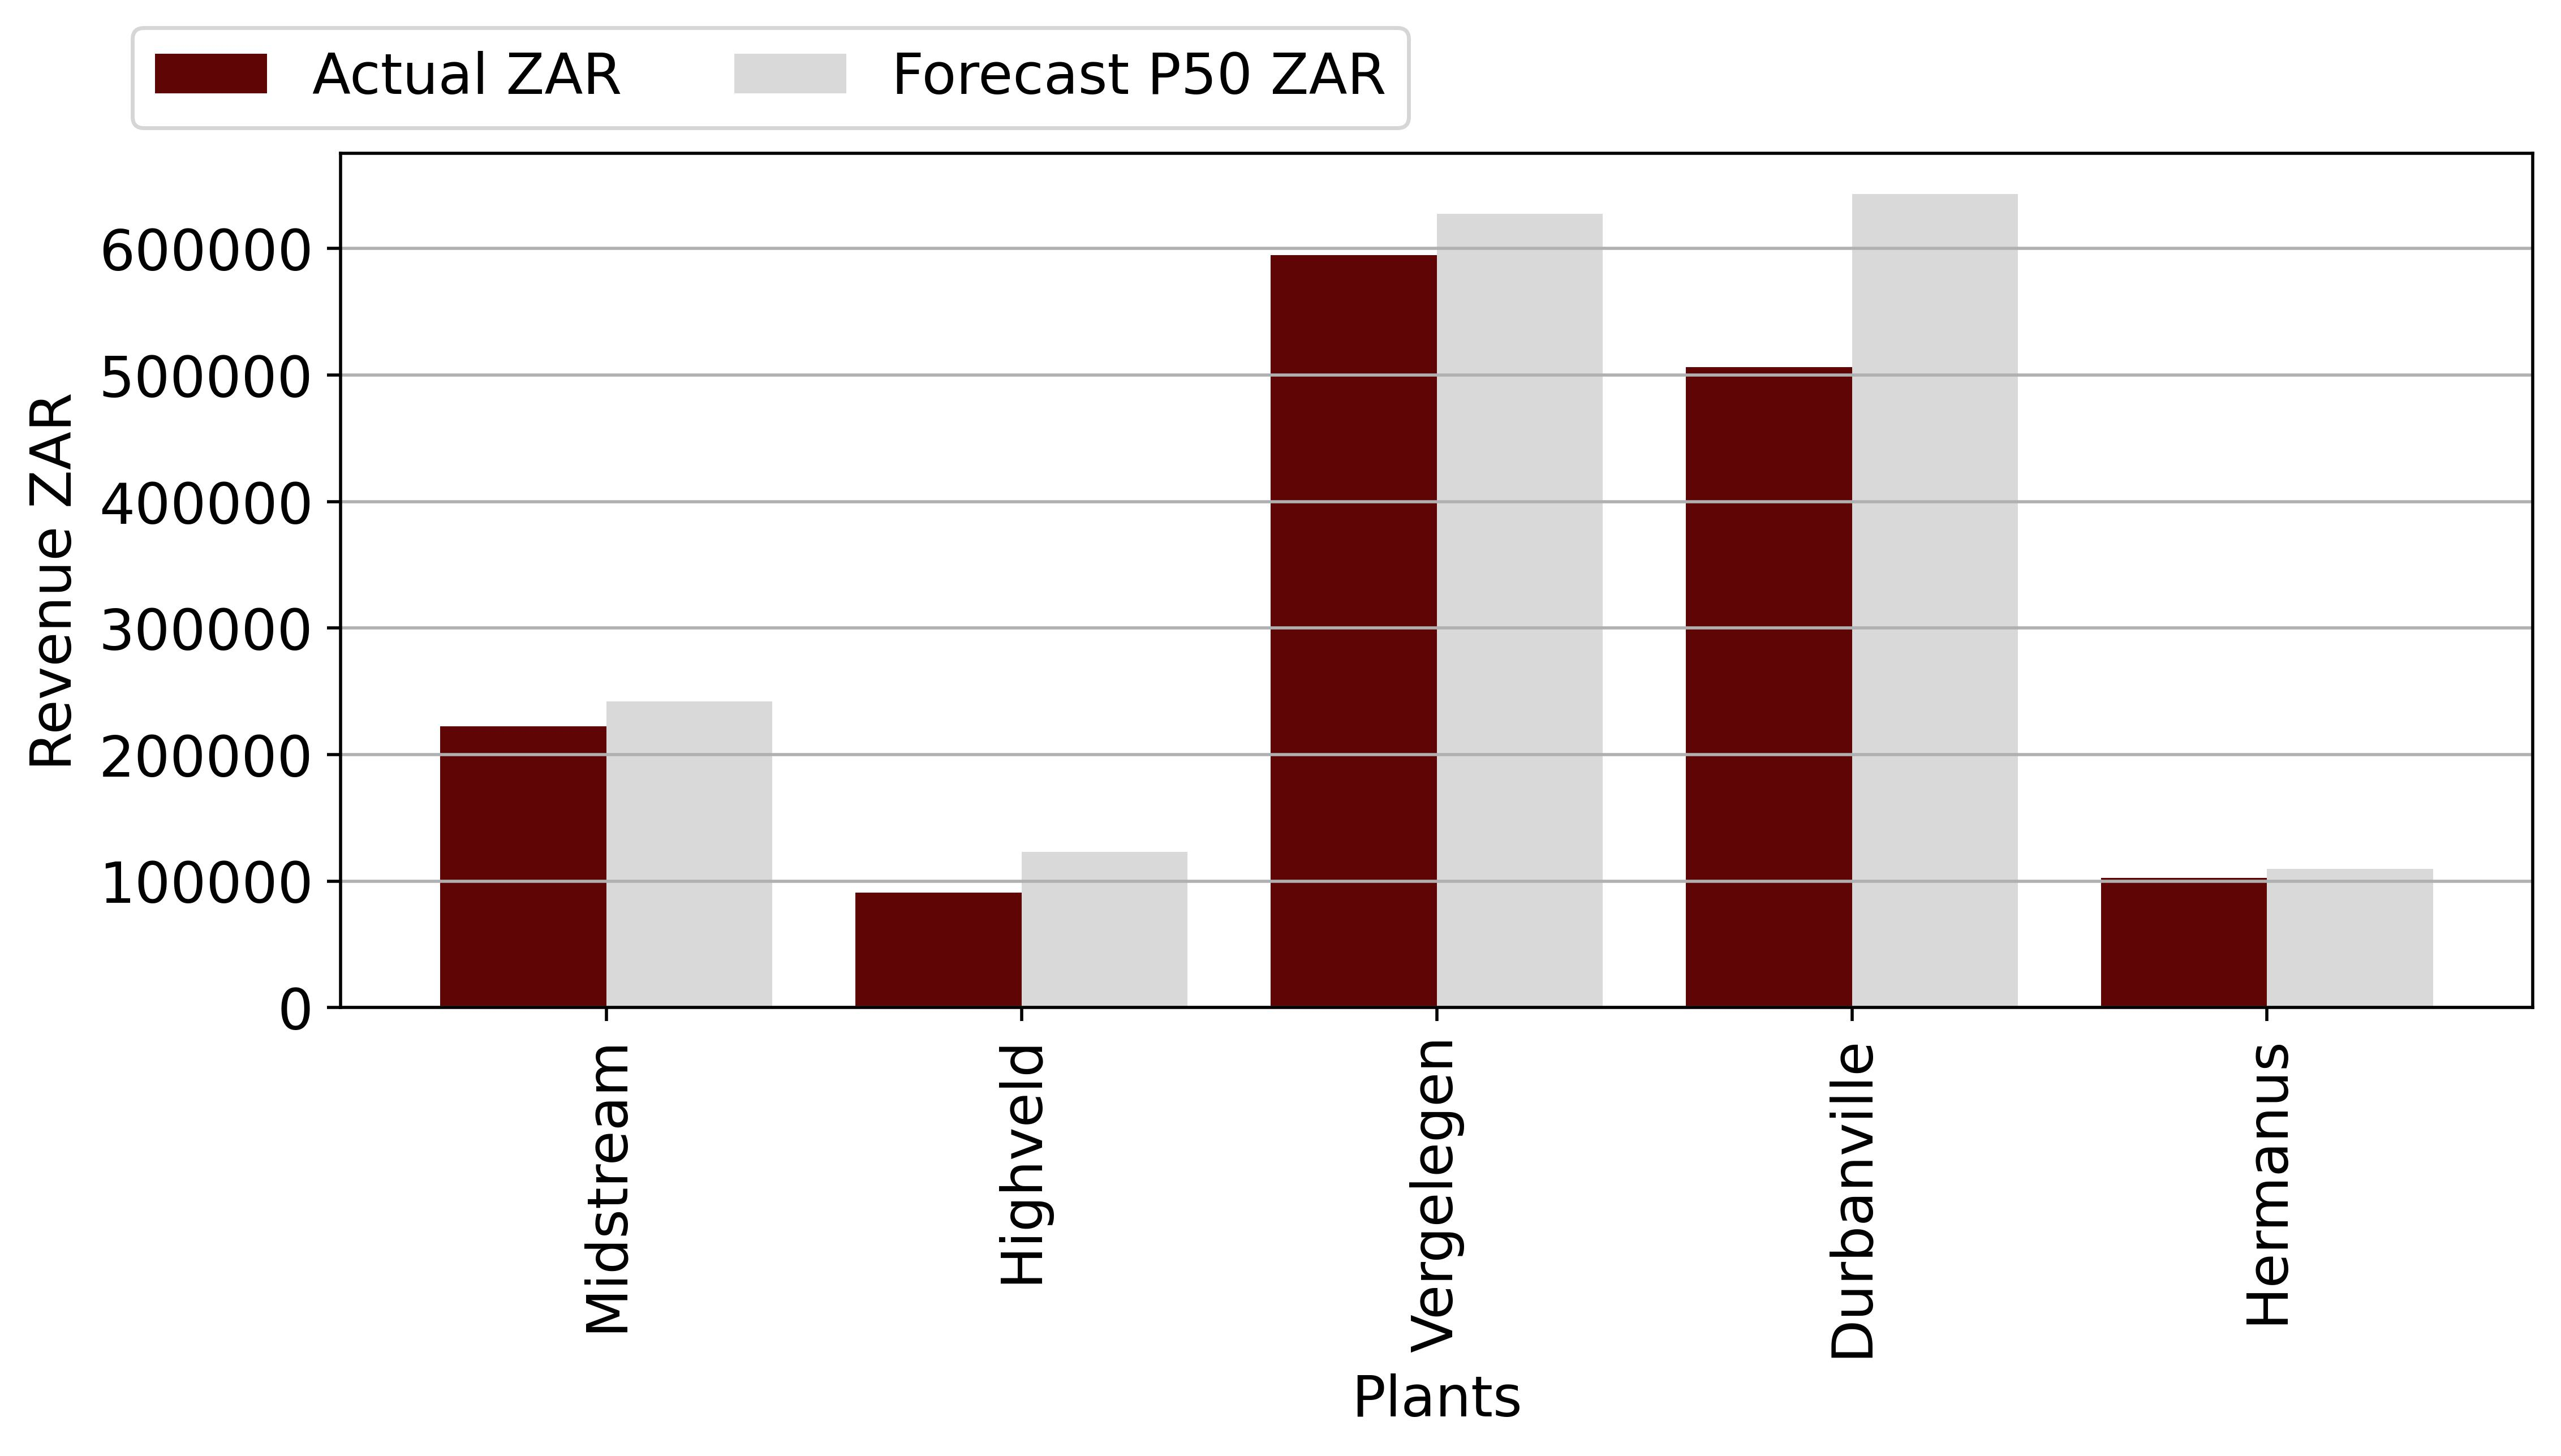 Actual ZAR Forecast P50 ZAR
Revenue ZAR
600000
500000
400000
300000
200000
100000
0
Midstream
Highveld
Vergelegen
Durbanville
Hermanus
Plants